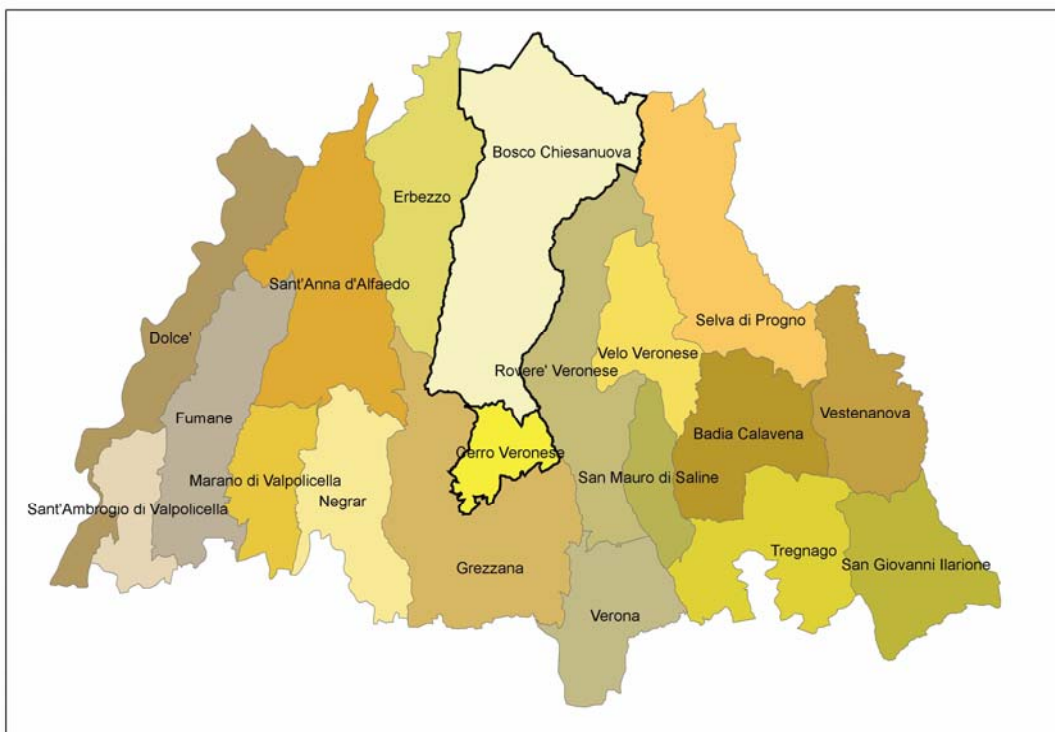 Bosco Chiesanuova
Erbezzo
Sant'Anna d'Alfaedo
Selva di Progno
Dolce'
Velo Veronese
Rovere' Veronese
Fumane
Vestenanova
Badia Calavena
Cerro Veronese
San Mauro di Saline
Marano di Valpolicella
Negrar
Sant'Ambrogio di Valpolicella
Tregnago
San Giovanni Ilarione
Grezzana
Verona